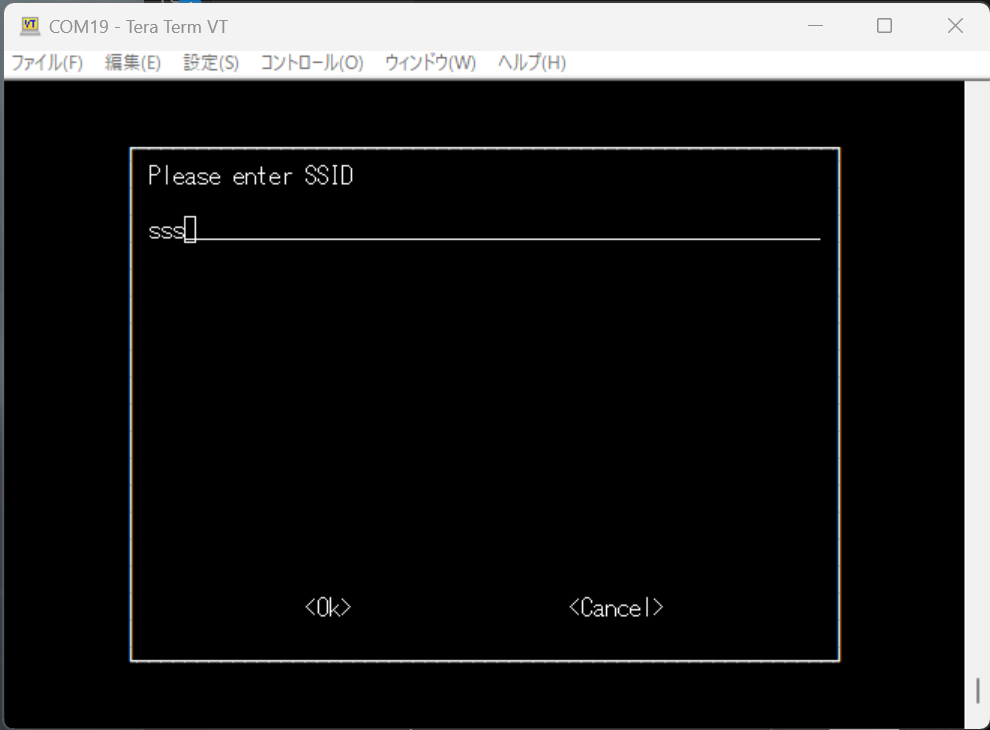 COM19 - Tera Term VT
ファイル(F) 編集(E) 設定(S) コントロール(O) ウィンドウ(W) ヘルプ(H)
Please enter SSID
sss
<Ok> <Cancel>